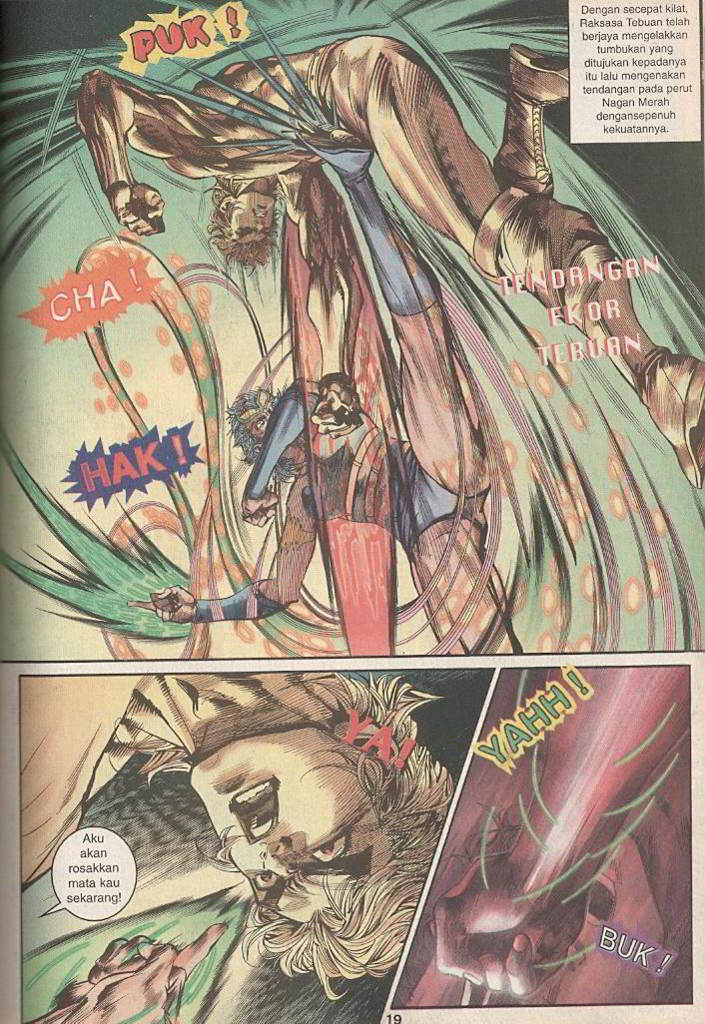 PUK!
Dengan secepat kilat,
Raksasa Tebuan telah
berjaya mengelakkan
tumbukan yang
ditujukan kepadanya
itu lalu mengenakan
tendangan pada perut
Nagan Merah
dengansepenuh
kekuatannya.
CHA!
TENDANGAN
EKOR
TEBUAN
HAK!
YA!
Aku
akan
rosakkan
mata kau
sekarang!
YAHH!
BUK!
19